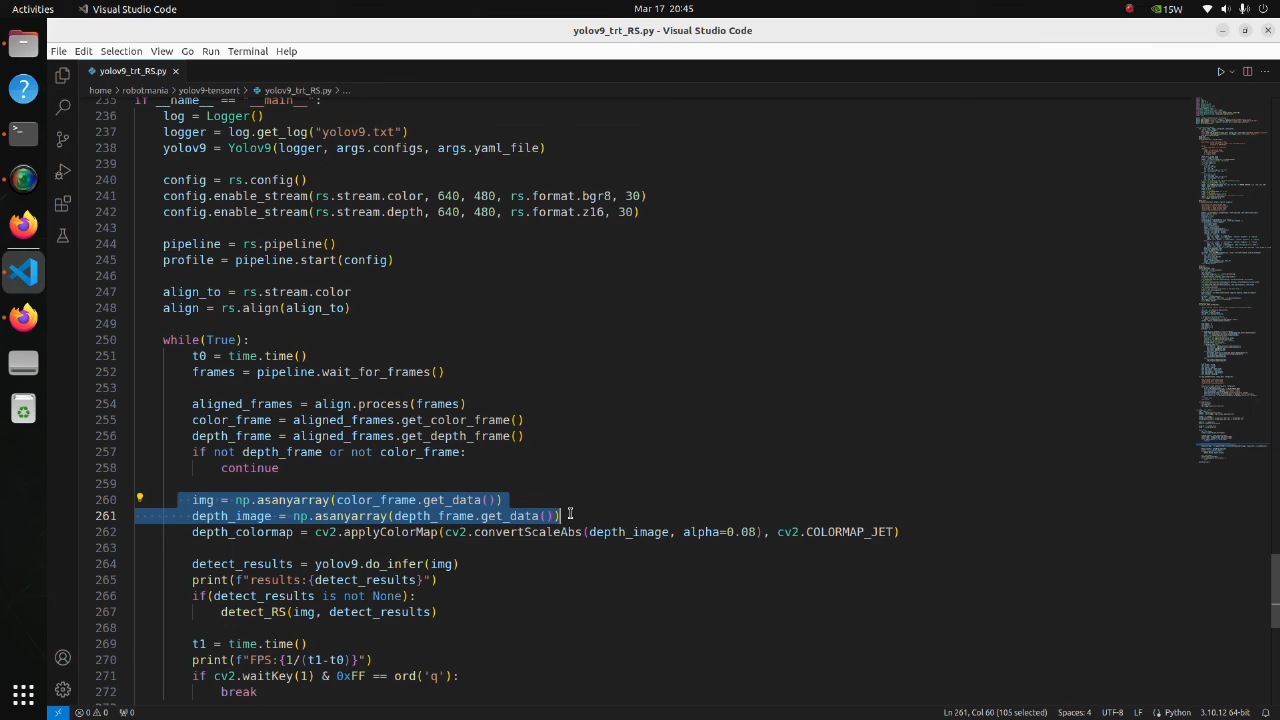 Activities
Visual Studio Code
Mar 17 20:45
15W
yolov9_trt_RS.py - Visual Studio Code
File Edit Selection View Go Run Terminal Help
yolov9_trt_RS.py
home > robotmania > yolov9-tensorrt > yolov9_trt_RS.py > ...
235 if __name__ == "__main__":
236 log = Logger()
237 logger = log.get_log("yolov9.txt")
238 yolov9 = Yolov9(logger, args.configs, args.yaml_file)
239
240 config = rs.config()
241 config.enable_stream(rs.stream.color, 640, 480, rs.format.bgr8, 30)
242 config.enable_stream(rs.stream.depth, 640, 480, rs.format.z16, 30)
243
244 pipeline = rs.pipeline()
245 profile = pipeline.start(config)
246
247 align_to = rs.stream.color
248 align = rs.align(align_to)
249
250 while(True):
251 t0 = time.time()
252 frames = pipeline.wait_for_frames()
253
254 aligned_frames = align.process(frames)
255 color_frame = aligned_frames.get_color_frame()
256 depth_frame = aligned_frames.get_depth_frame()
257 if not depth_frame or not color_frame:
258 continue
259
260 img = np.asanyarray(color_frame.get_data())
261 depth_image = np.asanyarray(depth_frame.get_data())
262 depth_colormap = cv2.applyColorMap(cv2.convertScaleAbs(depth_image, alpha=0.08), cv2.COLORMAP_JET)
263
264 detect_results = yolov9.do_infer(img)
265 print(f"results:{detect_results}")
266 if(detect_results is not None):
267 detect_RS(img, detect_results)
268
269 t1 = time.time()
270 print(f"FPS:{1/(t1-t0)}")
271 if cv2.waitKey(1) & 0xFF == ord('q'):
272 break
273
0 0 0 Ln 261, Col 60 (105 selected) Spaces: 4 UTF-8 LF Python 3.10.12 64-bit